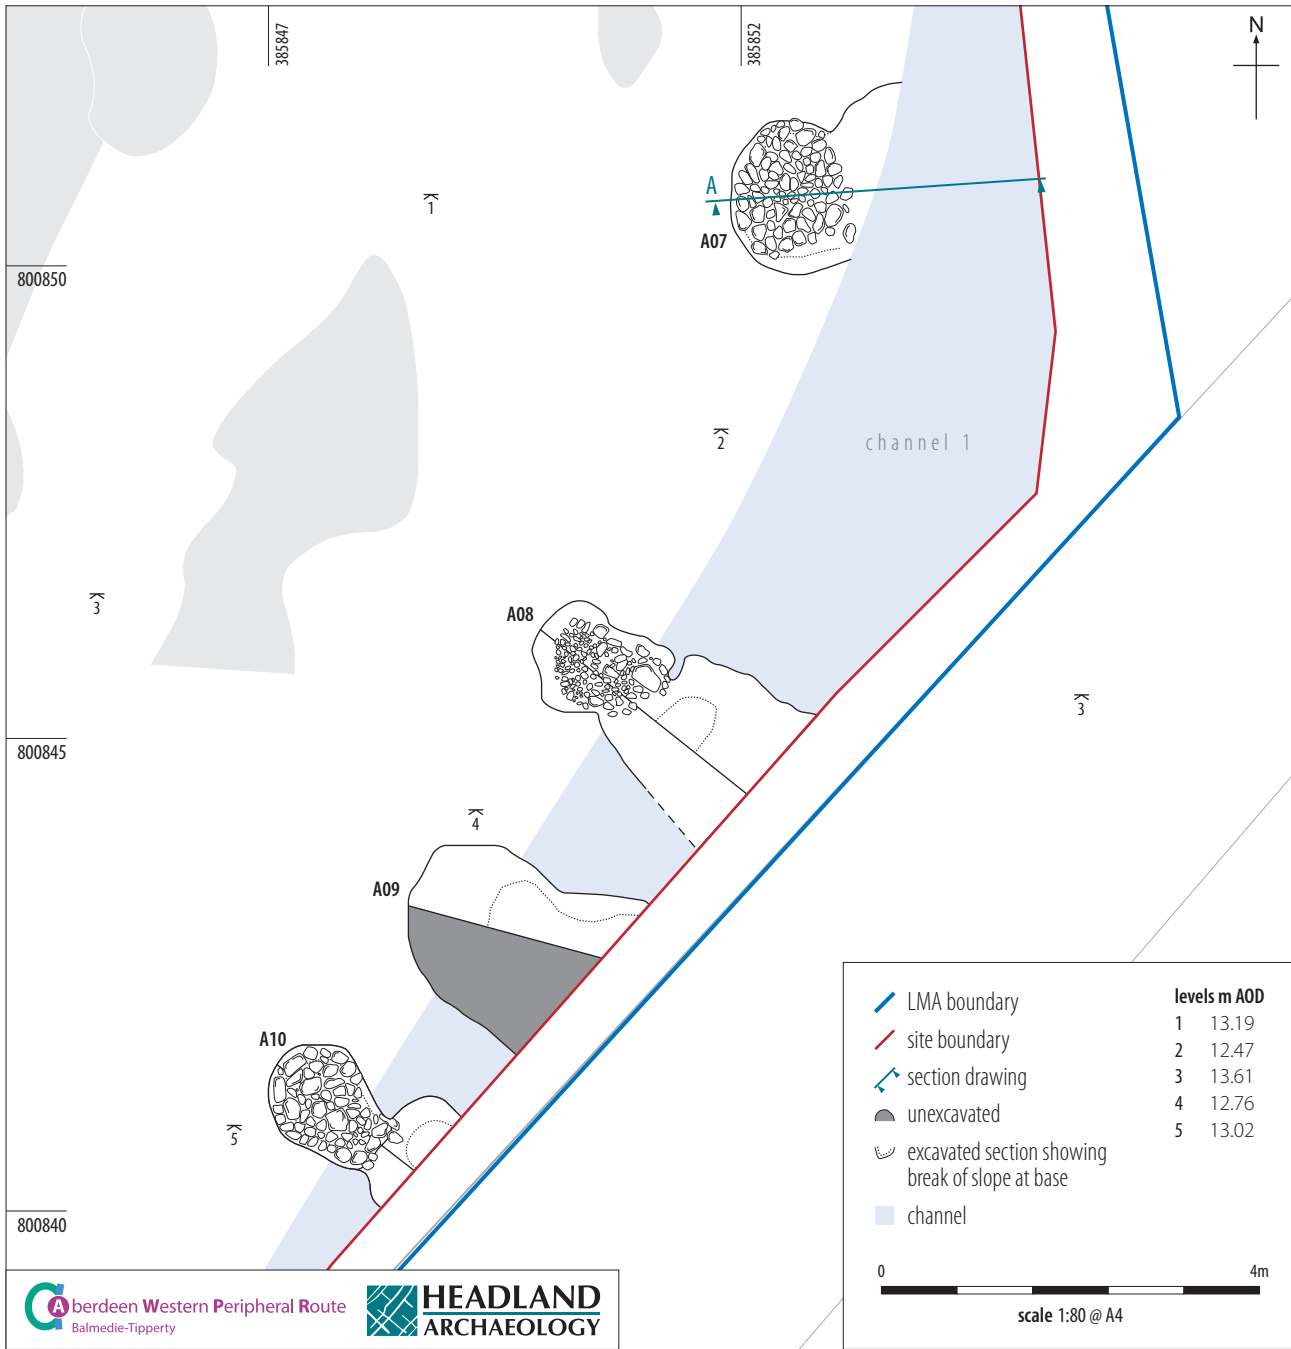 385847
385852
N
A
1
A07
800850
2
channel 1
3
A08
3
800845
4
A09
A10
5
800840
LMA boundary
site boundary
section drawing
unexcavated
excavated section showing
break of slope at base
channel
levels m AOD
1 13.19
2 12.47
3 13.61
4 12.76
5 13.02
0 4m
scale 1:80 @ A4
Aberdeen Western Peripheral Route
Balmedie-Tipperty
HEADLAND
ARCHAEOLOGY